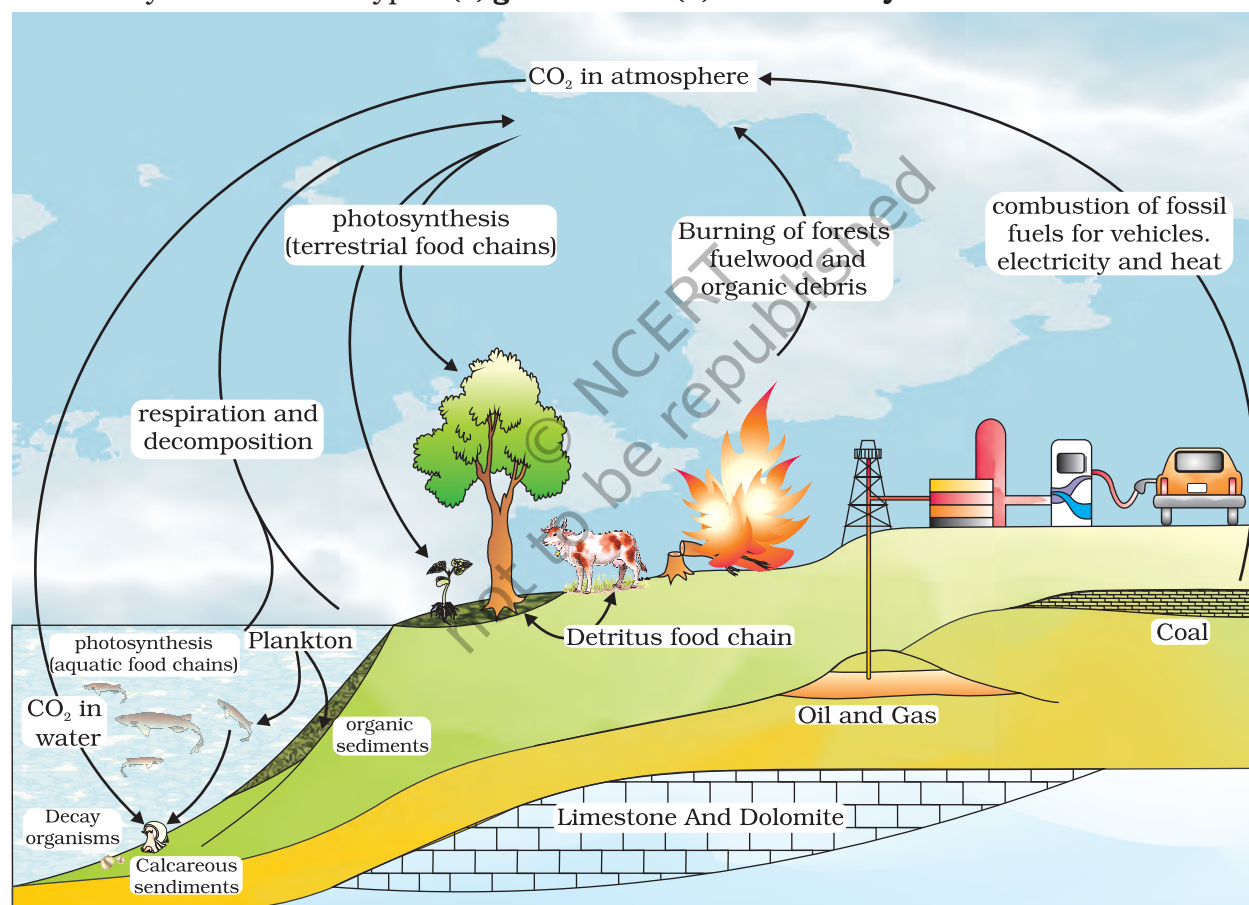 CO₂ in atmosphere
photosynthesis
(terrestrial food chains)
Burning of forests
fuelwood and
organic debris
combustion of fossil
fuels for vehicles.
electricity and heat
respiration and
decomposition
© NCERT
not to be republished
photosynthesis
(aquatic food chains)
Plankton
Detritus food chain
Coal
CO₂ in
water
organic
sediments
Oil and Gas
Decay
organisms
Limestone And Dolomite
Calcareous
sendiments